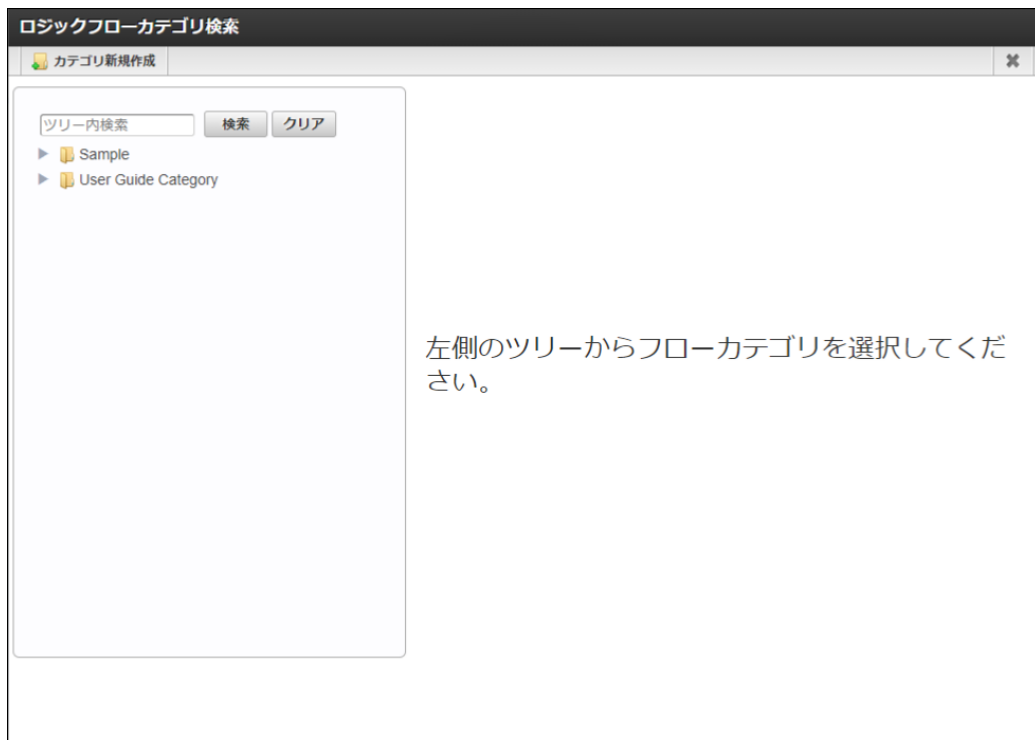 ロジックフローカテゴリ検索
カテゴリ新規作成
ツリー内検索 検索 クリア
Sample
User Guide Category
左側のツリーからフローカテゴリを選択してくだ
さい。